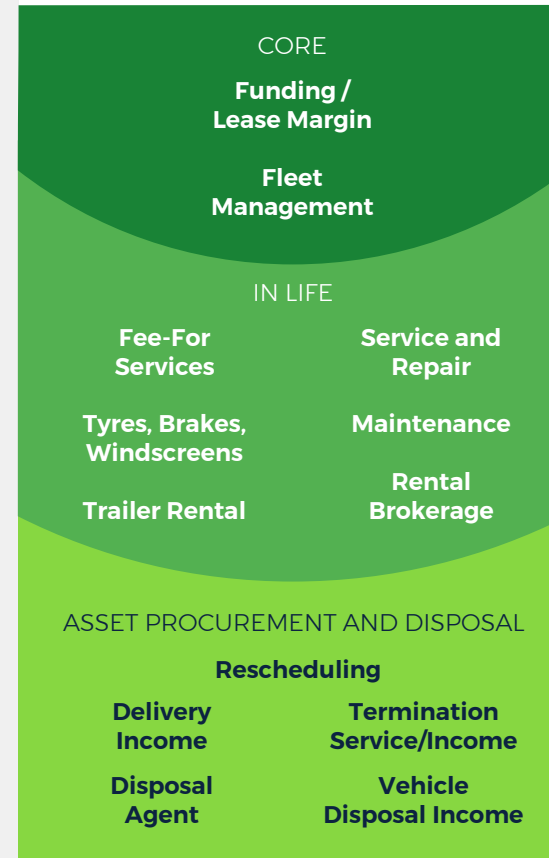 CORE
Funding /
Lease Margin
Fleet
Management
IN LIFE
Fee-For
Services
Service and
Repair
Tyres, Brakes,
Windscreens
Maintenance
Trailer Rental
Rental
Brokerage
ASSET PROCUREMENT AND DISPOSAL
Rescheduling
Delivery
Income
Termination
Service/Income
Disposal
Agent
Vehicle
Disposal Income